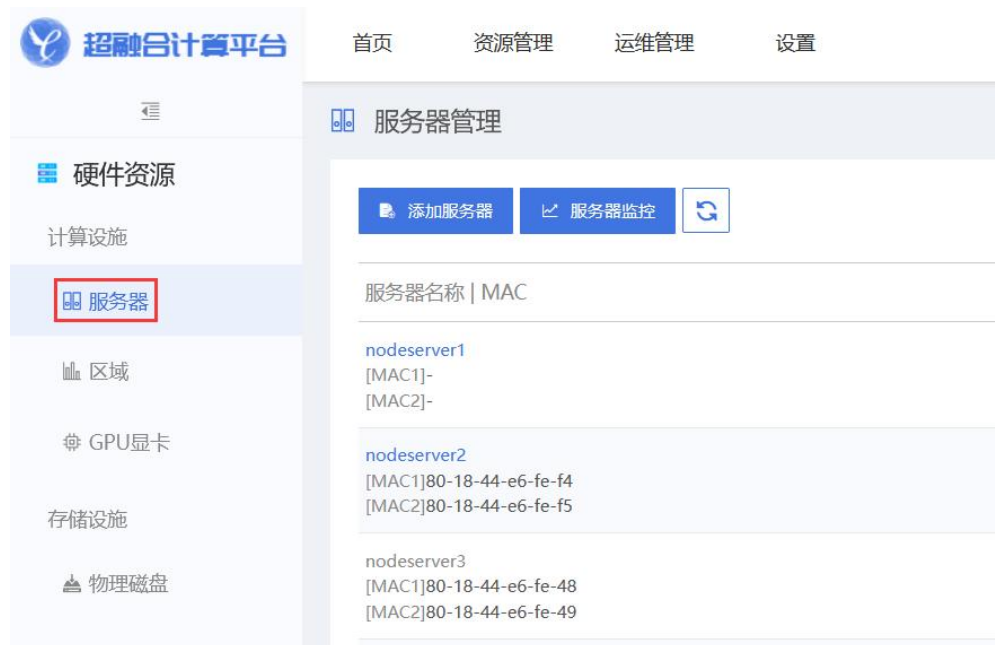 超融合计算平台
首页 资源管理 运维管理 设置
服务器管理
硬件资源
添加服务器 服务器监控
计算设施
服务器
服务器名称 | MAC
nodeserver1
[MAC1]-
[MAC2]-
区域
GPU显卡
nodeserver2
[MAC1]80-18-44-e6-fe-f4
[MAC2]80-18-44-e6-fe-f5
存储设施
物理磁盘
nodeserver3
[MAC1]80-18-44-e6-fe-48
[MAC2]80-18-44-e6-fe-49